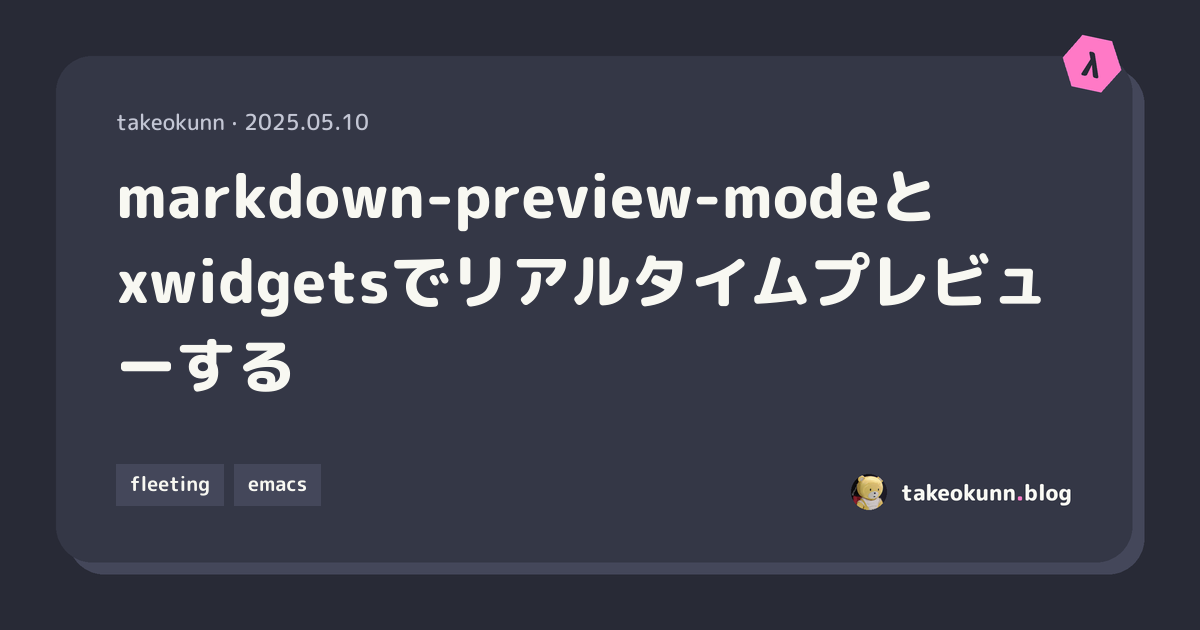 λ
takeokunn · 2025.05.10
markdown-preview-modeと
xwidgetsでリアルタイムプレビュ
ーする
fleeting
emacs
takeokunn.blog